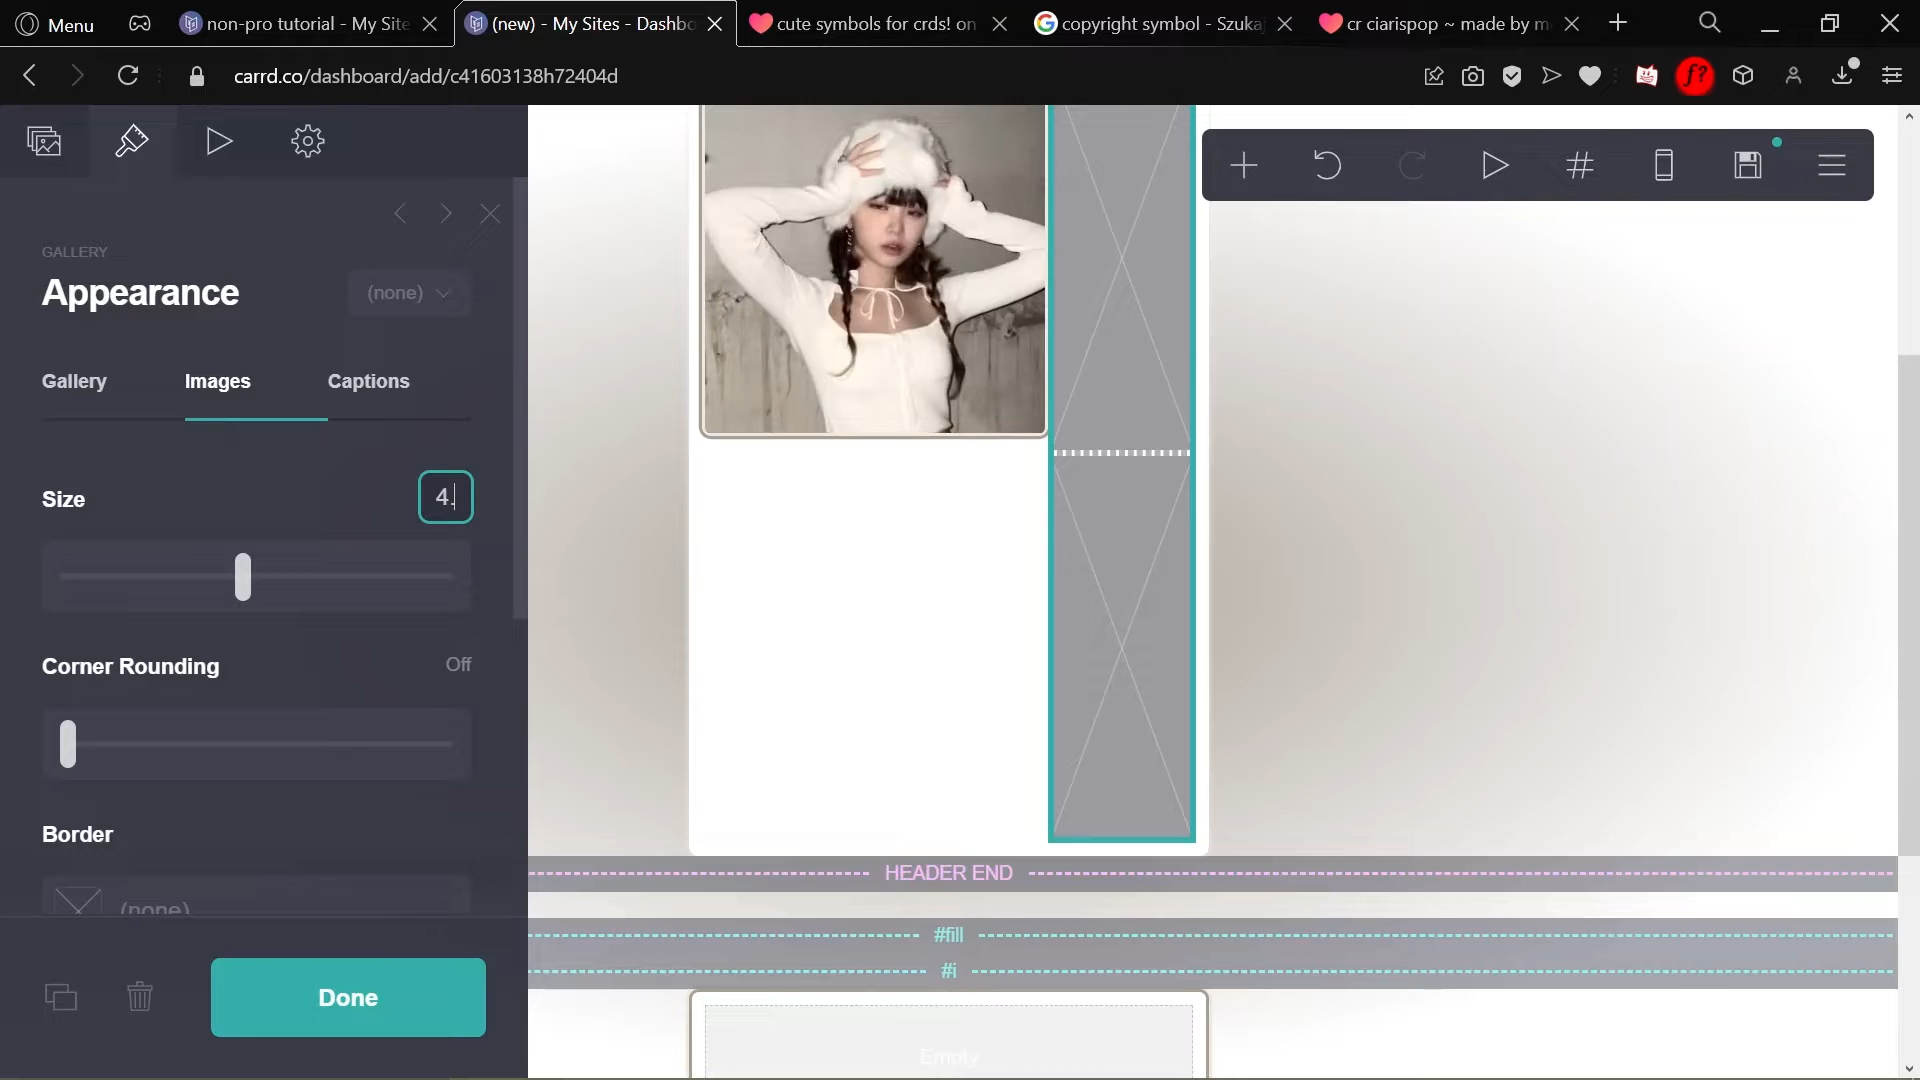 Menu
non-pro tutorial - My Site
(new) - My Sites - Dashbo
cute symbols for crds! on
copyright symbol - Szuka
cr ciarispop ~ made by m
carrd.co/dashboard/add/c41603138h72404d
f?
GALLERY
Appearance
(none)
Gallery
Images
Captions
Size
4.
Corner Rounding
Off
Border
(none)
Done
HEADER END
#fill
#i
Empty